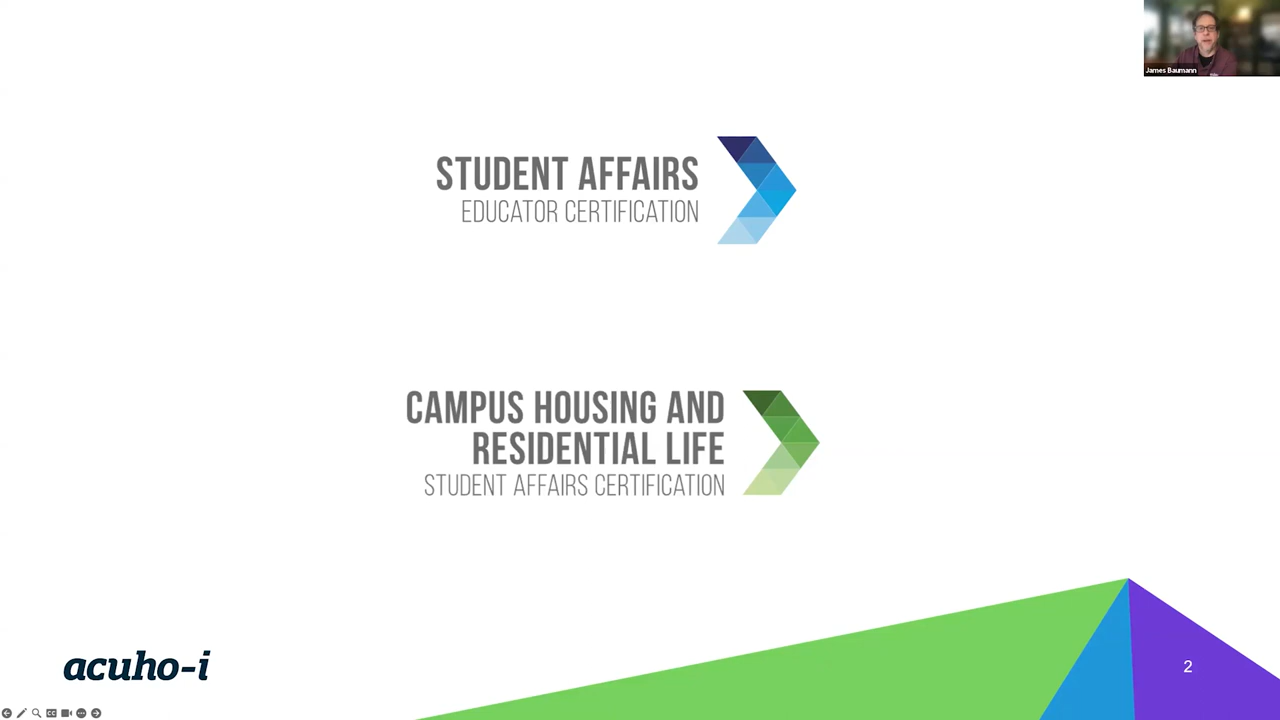 James Baumann
STUDENT AFFAIRS
EDUCATOR CERTIFICATION
CAMPUS HOUSING AND
RESIDENTIAL LIFE
STUDENT AFFAIRS CERTIFICATION
acuho-i
2